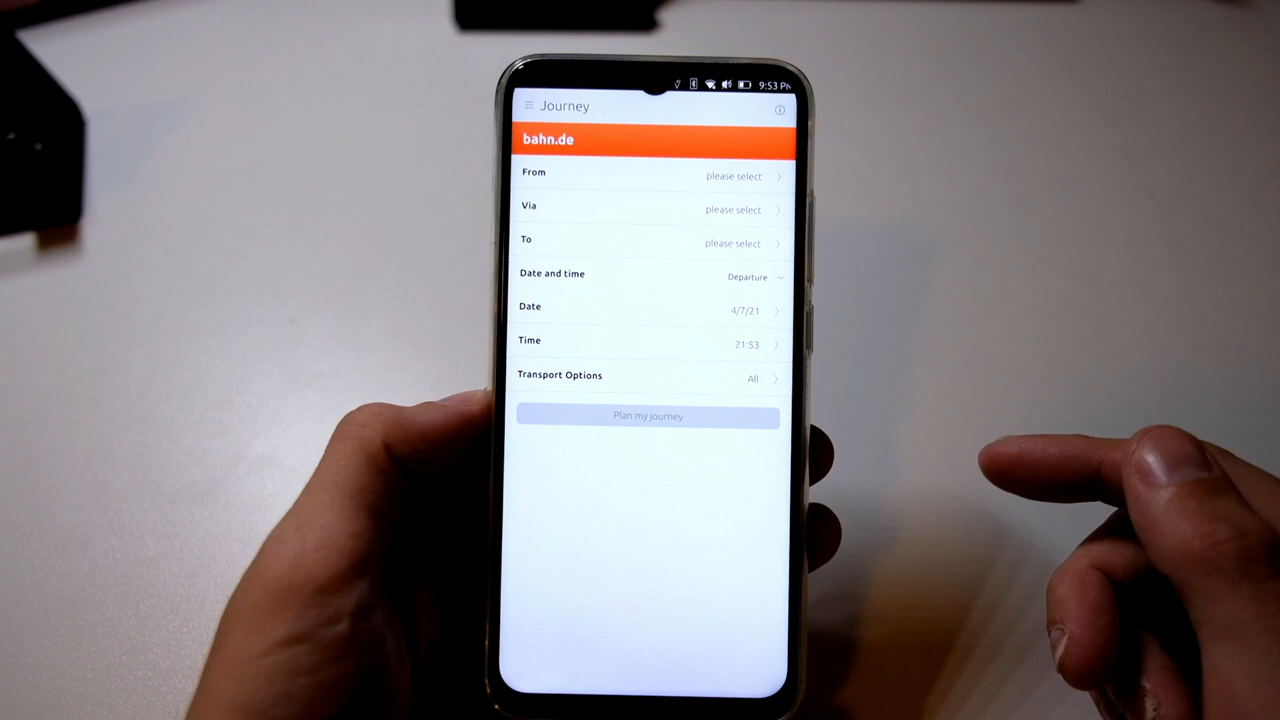 9:53 PM
Journey
bahn.de
From please select
Via please select
To please select
Date and time Departure
Date 4/7/21
Time 21:53
Transport Options All
Plan my journey